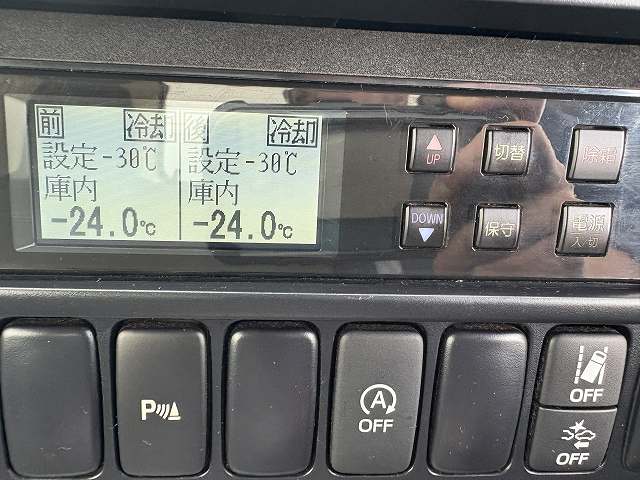 前 冷却 後 冷却
設定-30℃ 設定-30℃
庫内 庫内
-24.0℃ -24.0℃
UP 切替 除霜
DOWN 保守 電源
入/切
P
A
OFF
OFF
OFF